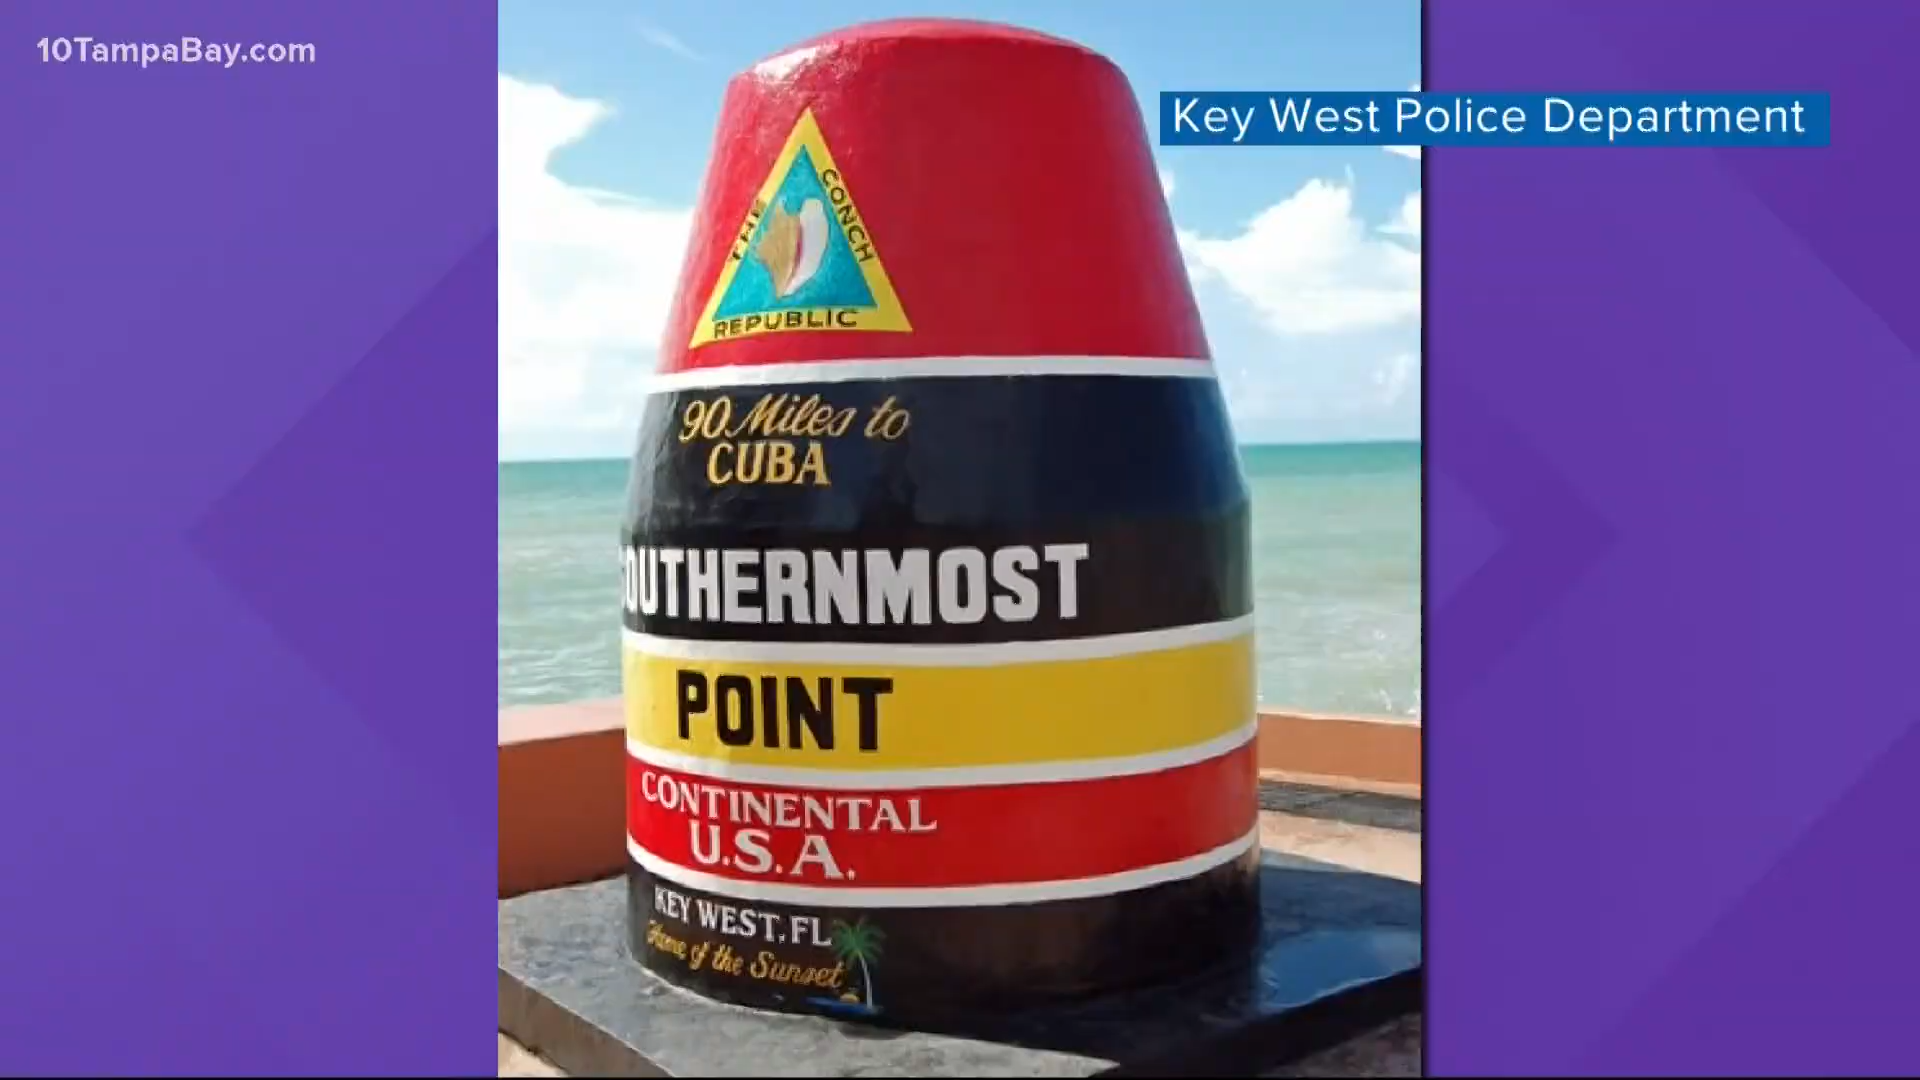 10TampaBay.com
Key West Police Department
THE CONCH
REPUBLIC
90 Miles to
CUBA
SOUTHERNMOST
POINT
CONTINENTAL
U.S.A.
KEY WEST, FL
Home of the Sunset